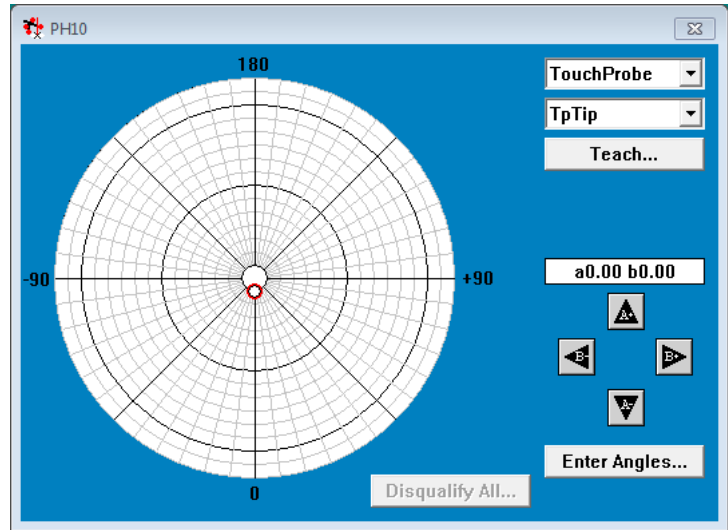 PH10
180
TouchProbe
TpTip
Teach...
-90
+90
a0.00 b0.00
A+
B-
B+
A-
Enter Angles...
Disqualify All...
0